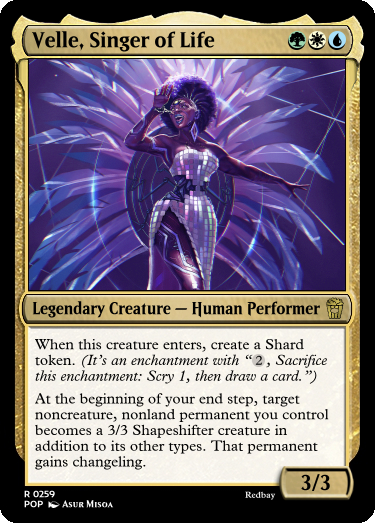 Velle, Singer of Life
Legendary Creature — Human Performer
When this creature enters, create a Shard
token. (It's an enchantment with “2, Sacrifice
this enchantment: Scry 1, then draw a card.”)
At the beginning of your end step, target
noncreature, nonland permanent you control
becomes a 3/3 Shapeshifter creature in
addition to its other types. That permanent
gains changeling.
3/3
R 0259
POP Asur Misoa
Redbay